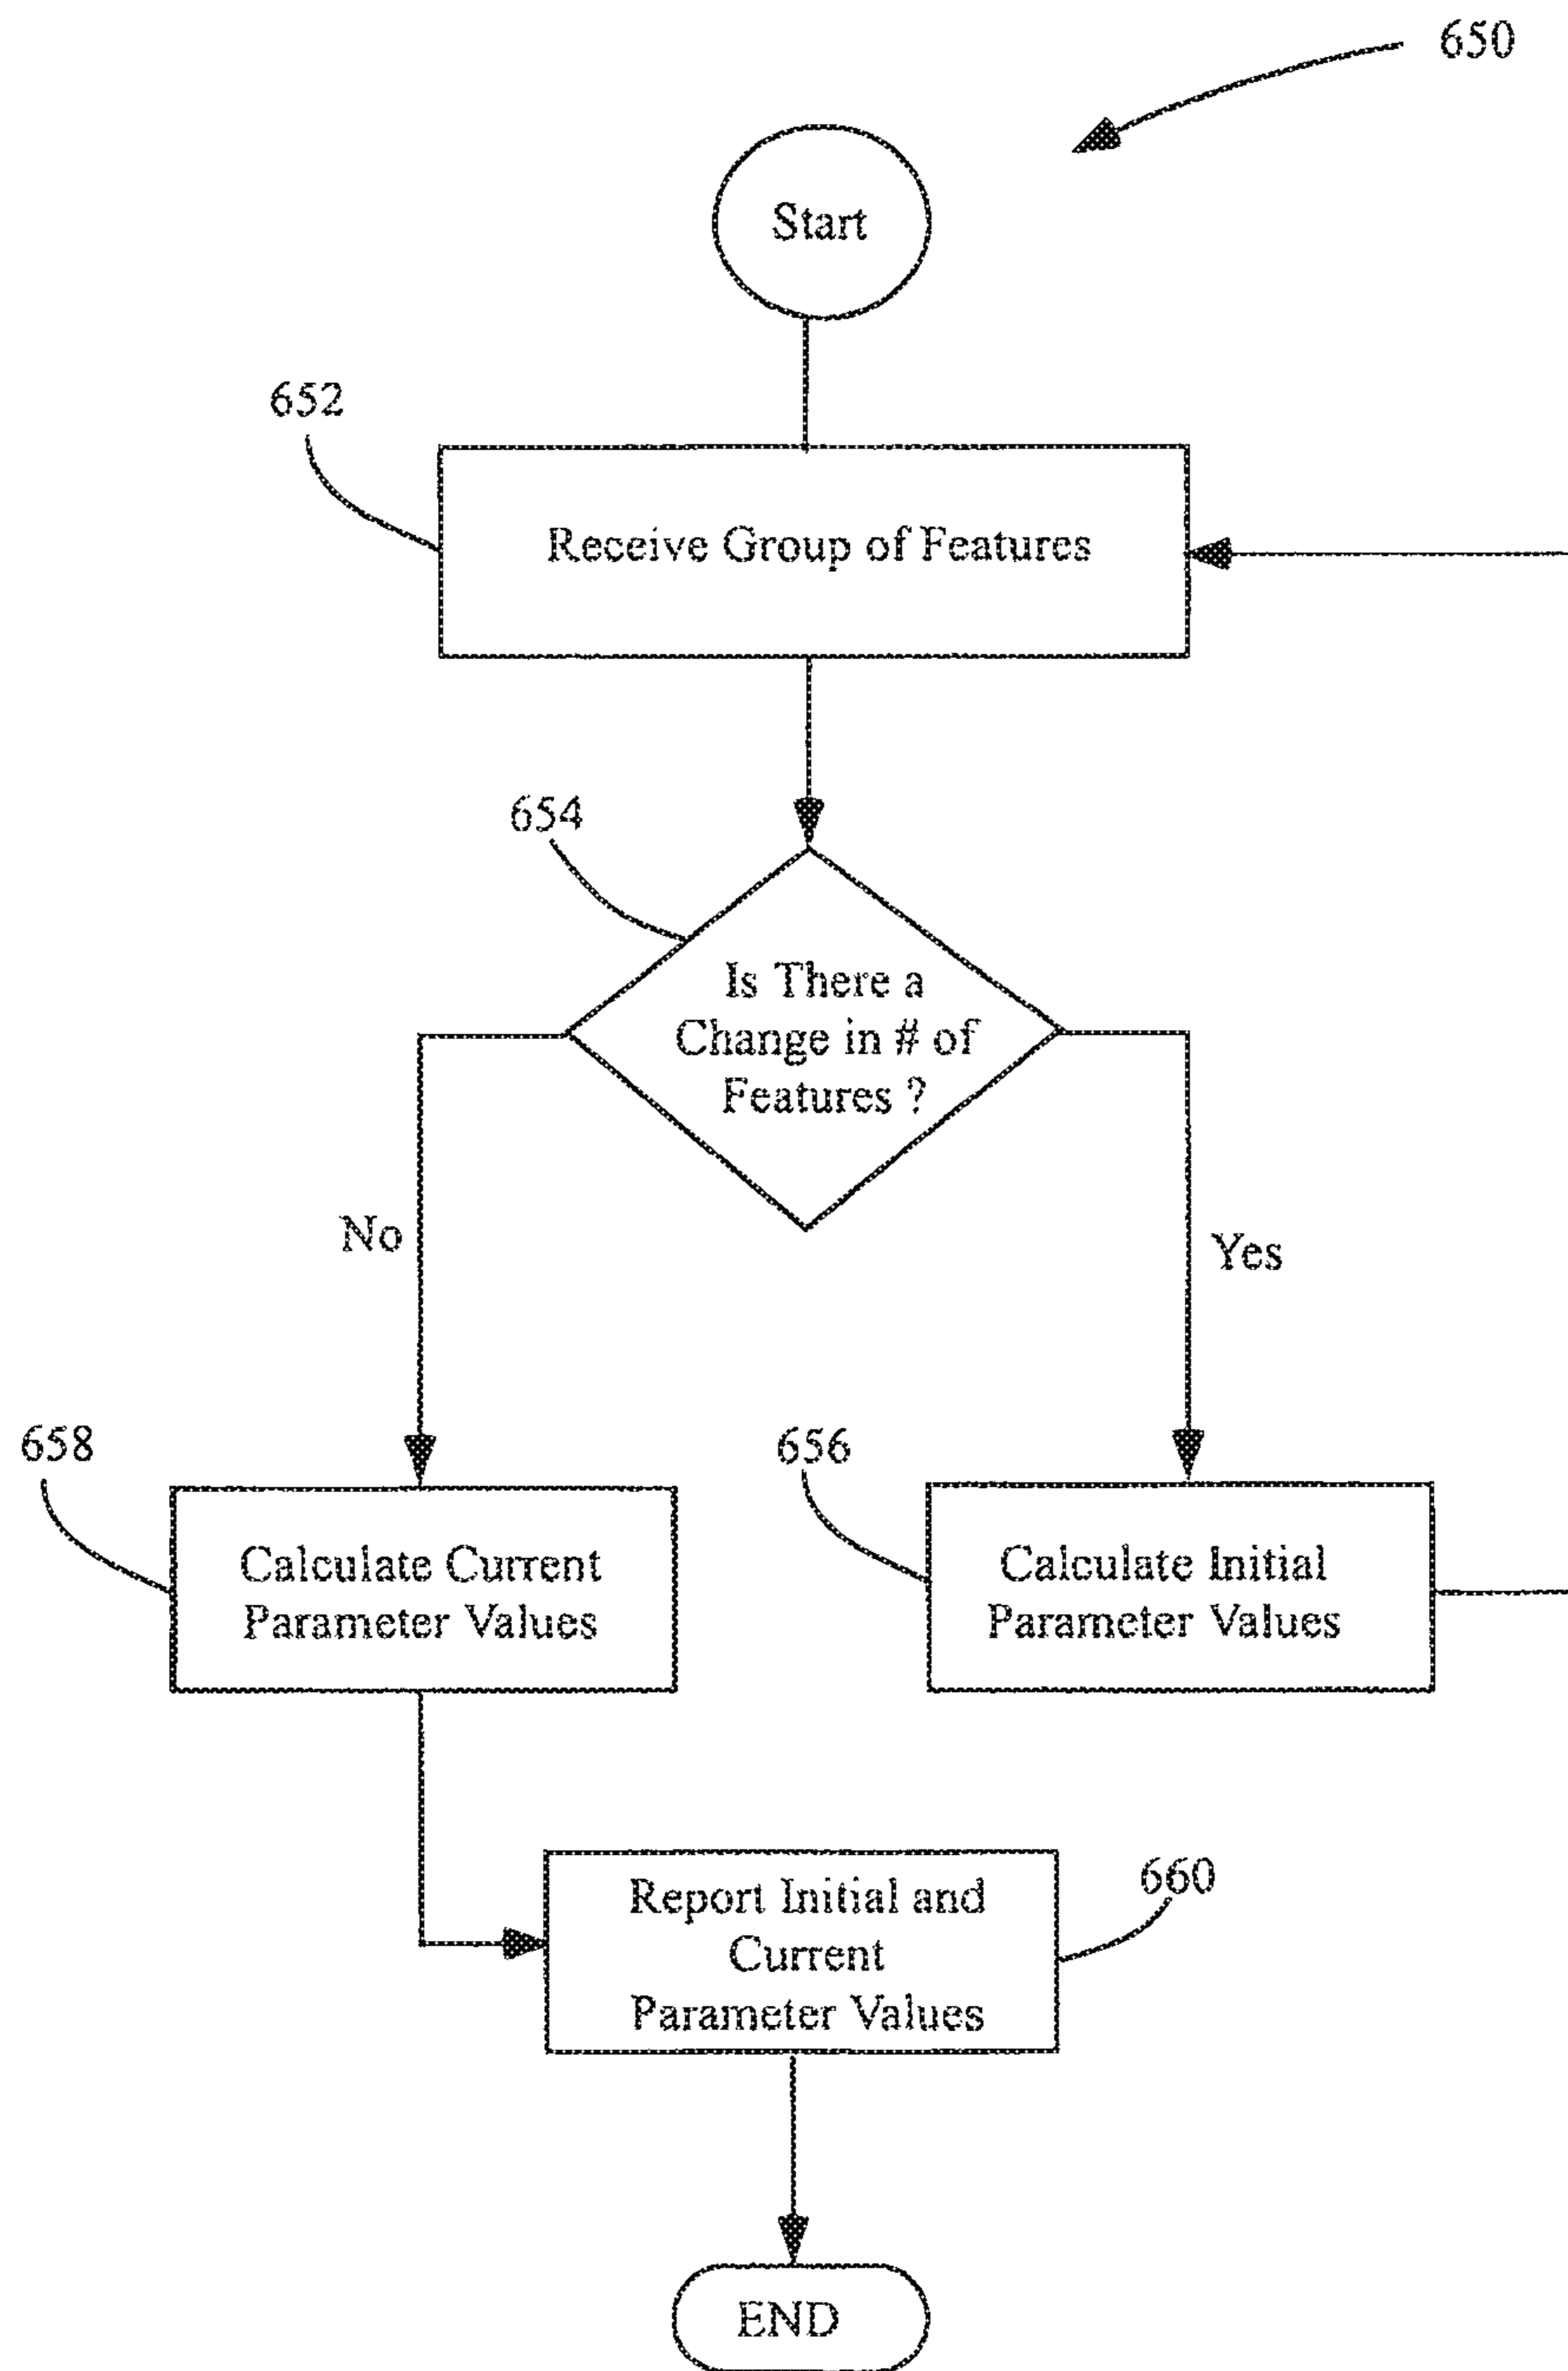 650
Start
652
Receive Group of Features
654
Is There a
Change in # of
Features ?
No
Yes
658
656
Calculate Current
Parameter Values
Calculate Initial
Parameter Values
660
Report Initial and
Current
Parameter Values
END